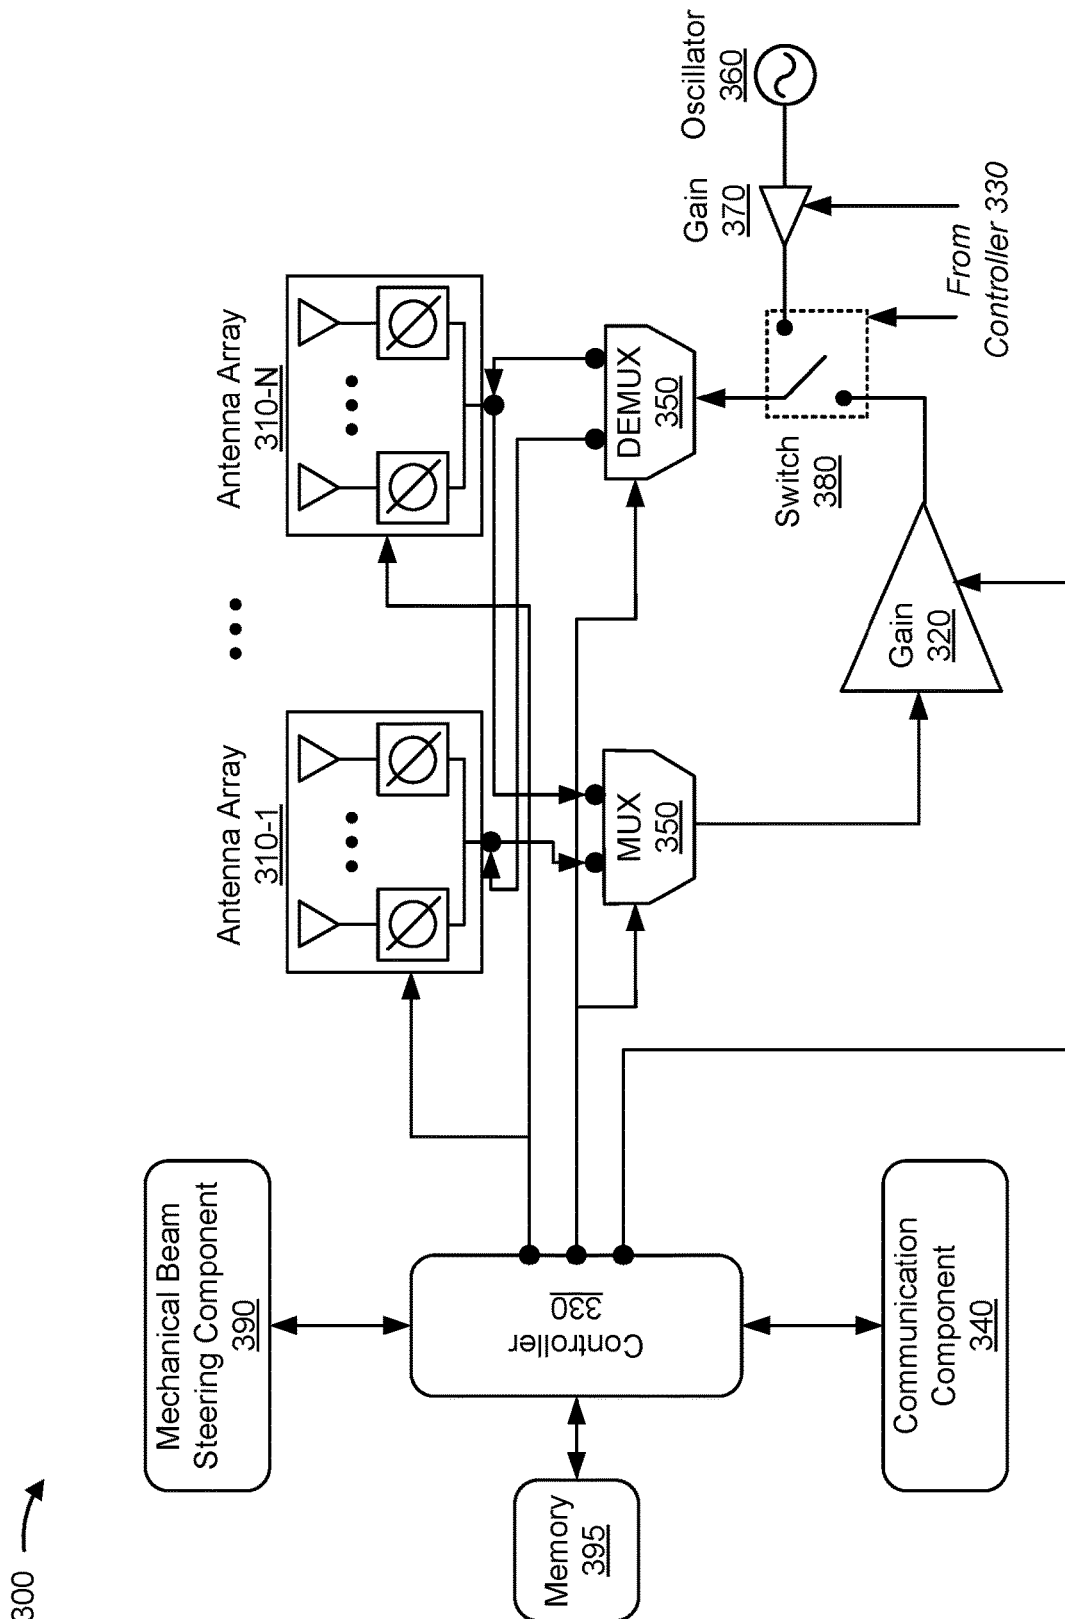 300
Mechanical Beam
Steering Component
390
Antenna Array
310-1
Antenna Array
310-N
Memory
395
Controller
330
Communication
Component
340
MUX
350
DEMUX
350
Gain
320
Switch
380
Gain
370
Oscillator
360
From
Controller 330